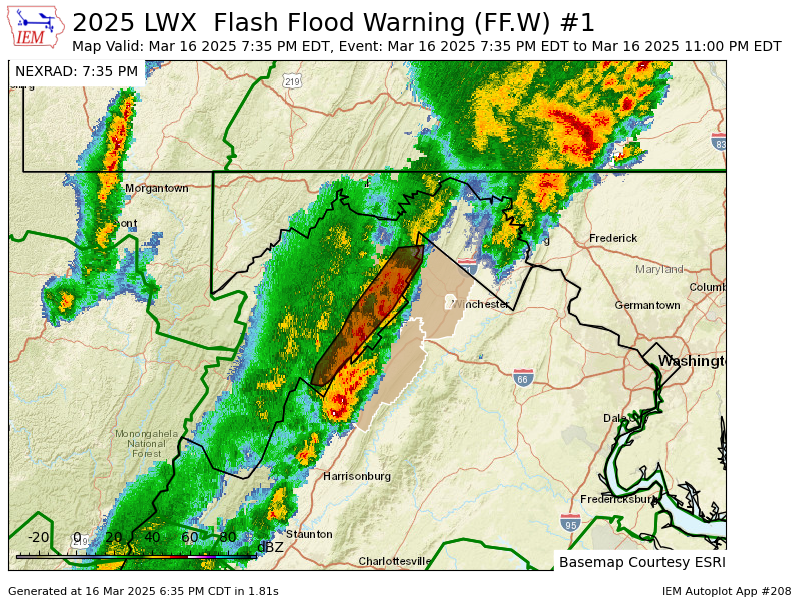 IEM
2025 LWX  Flash Flood Warning (FF.W) #1
Map Valid: Mar 16 2025 7:35 PM EDT, Event: Mar 16 2025 7:35 PM EDT to Mar 16 2025 11:00 PM EDT
NEXRAD: 7:35 PM
219
83
Morgantown
ont
Frederick
Maryland
Columb
Winchester
Germantown
Washingt
66
Dale
Monongahela
National
Forest
Harrisonburg
Fredericksburg
95
219
Staunton
Charlottesville
-20 0 20 40 60 80
dBZ
Basemap Courtesy ESRI
Generated at 16 Mar 2025 6:35 PM CDT in 1.81s
IEM Autoplot App #208